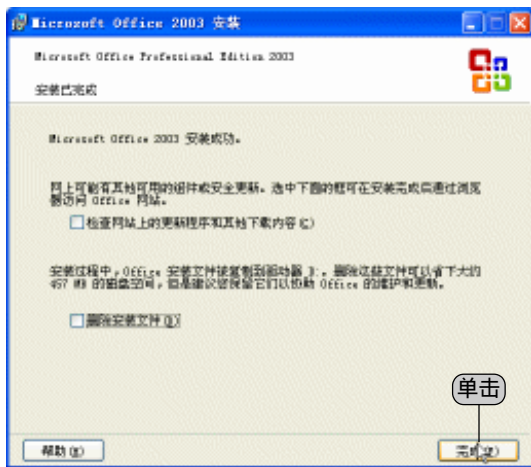 Microsoft Office 2003 安装
Microsoft Office Professional Edition 2003
安装已完成
Microsoft Office 2003 安装成功。
网上可能有其他可用的组件或安全更新。选中下面的框可在安装完成后通过浏览
器访问 Office 网站。
检查网站上的更新程序和其他下载内容(C)
安装过程中，Office 安装文件被复制到驱动器 D:。删除这些文件可以省下大约
457 MB 的磁盘空间，但是建议您保留它们以协助 Office 的维护和更新。
删除安装文件(D)
单击
帮助(H)
完成(F)